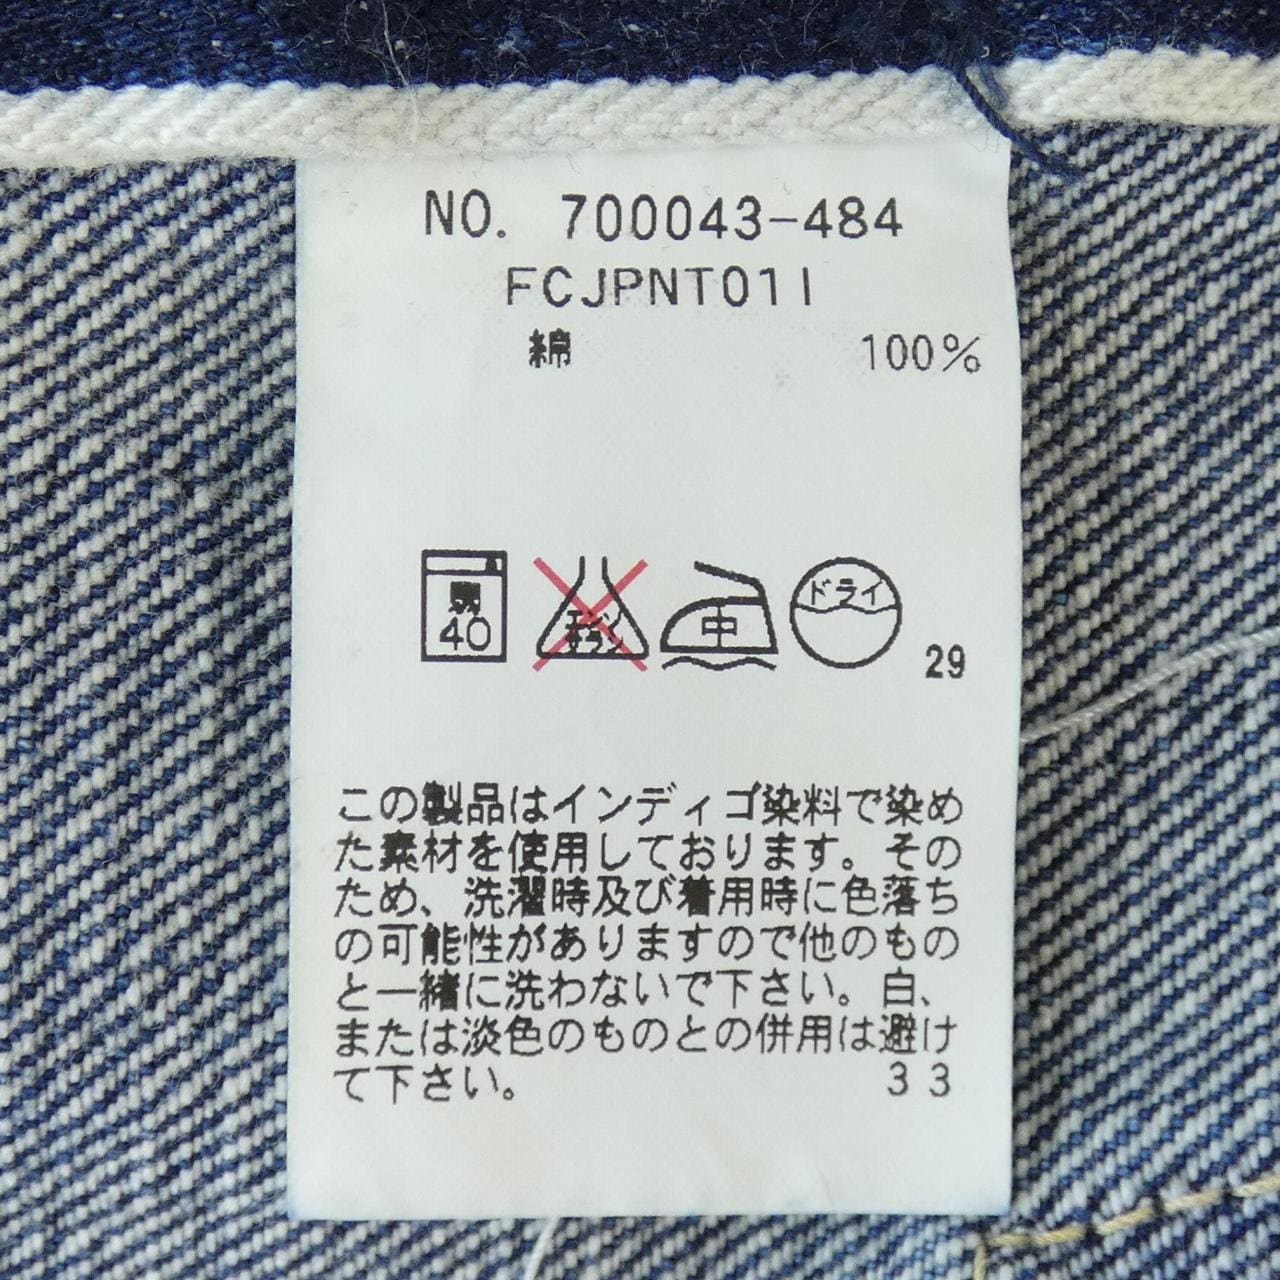 NO. 700043-484
FCJPNT01I
綿 100%
弱 40 エンソサラシ 中 ドライ 29
この製品はインディゴ染料で染め
た素材を使用しております。その
ため、洗濯時及び着用時に色落ち
の可能性がありますので他のもの
と一緒に洗わないで下さい。白、
または淡色のものとの併用は避け
て下さい。 33